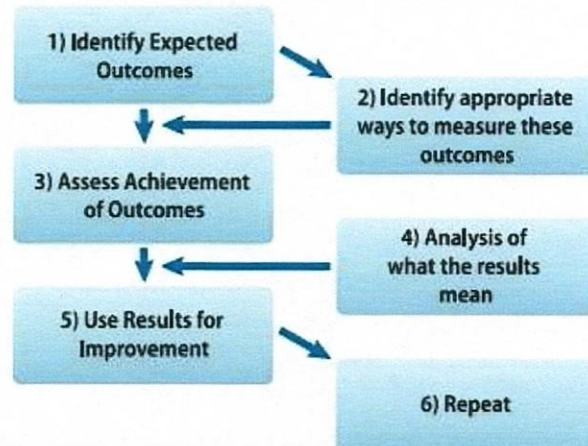 1) Identify Expected
Outcomes
2) Identify appropriate
ways to measure these
outcomes
3) Assess Achievement
of Outcomes
4) Analysis of
what the results
mean
5) Use Results for
Improvement
6) Repeat